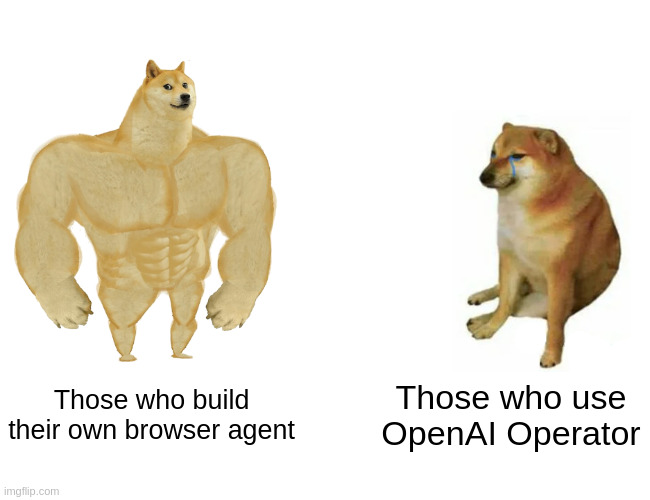 Those who build
their own browser agent
Those who use
OpenAI Operator
imgflip.com